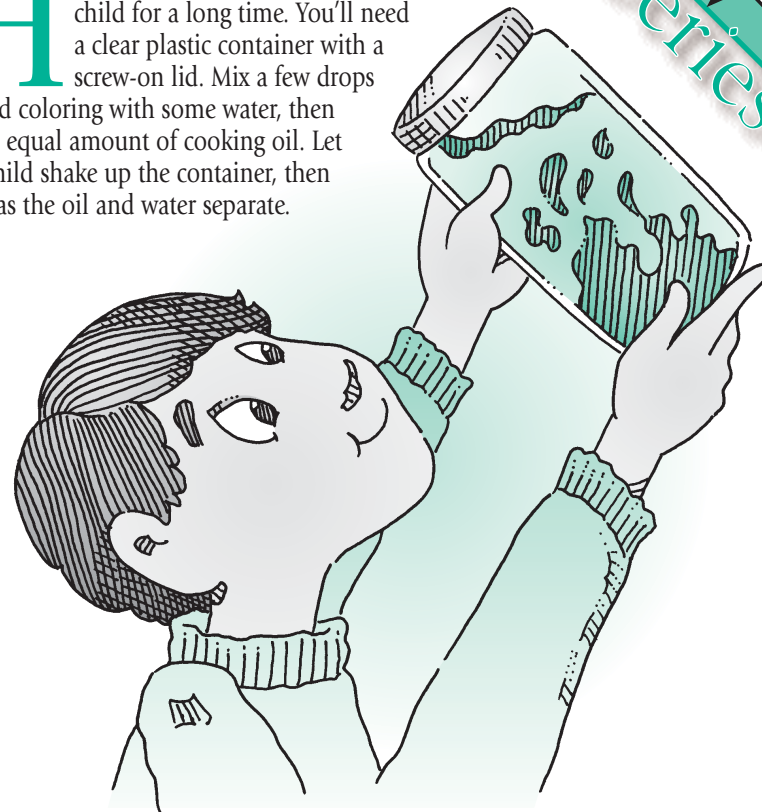 H child for a long time. You'll need
a clear plastic container with a
screw-on lid. Mix a few drops
d coloring with some water, then
equal amount of cooking oil. Let
hild shake up the container, then
as the oil and water separate.
eries